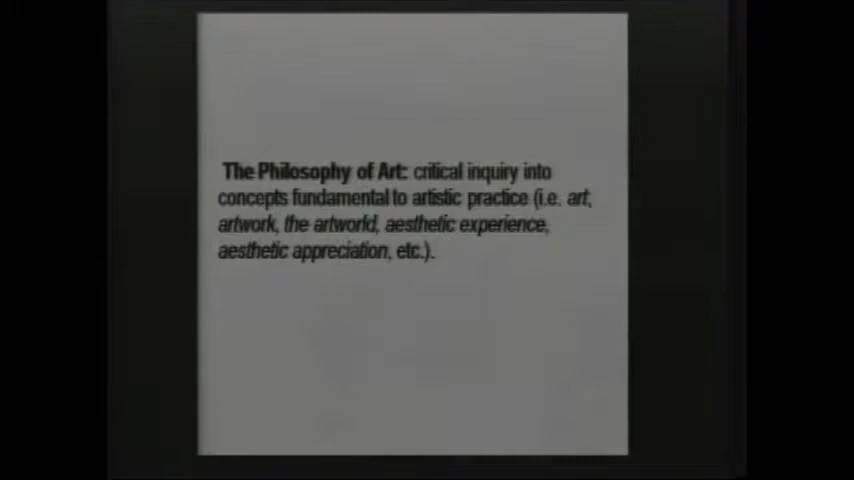 The Philosophy of Art: critical inquiry into
concepts fundamental to artistic practice (i.e. art,
artwork, the artworld, aesthetic experience,
aesthetic appreciation, etc.).